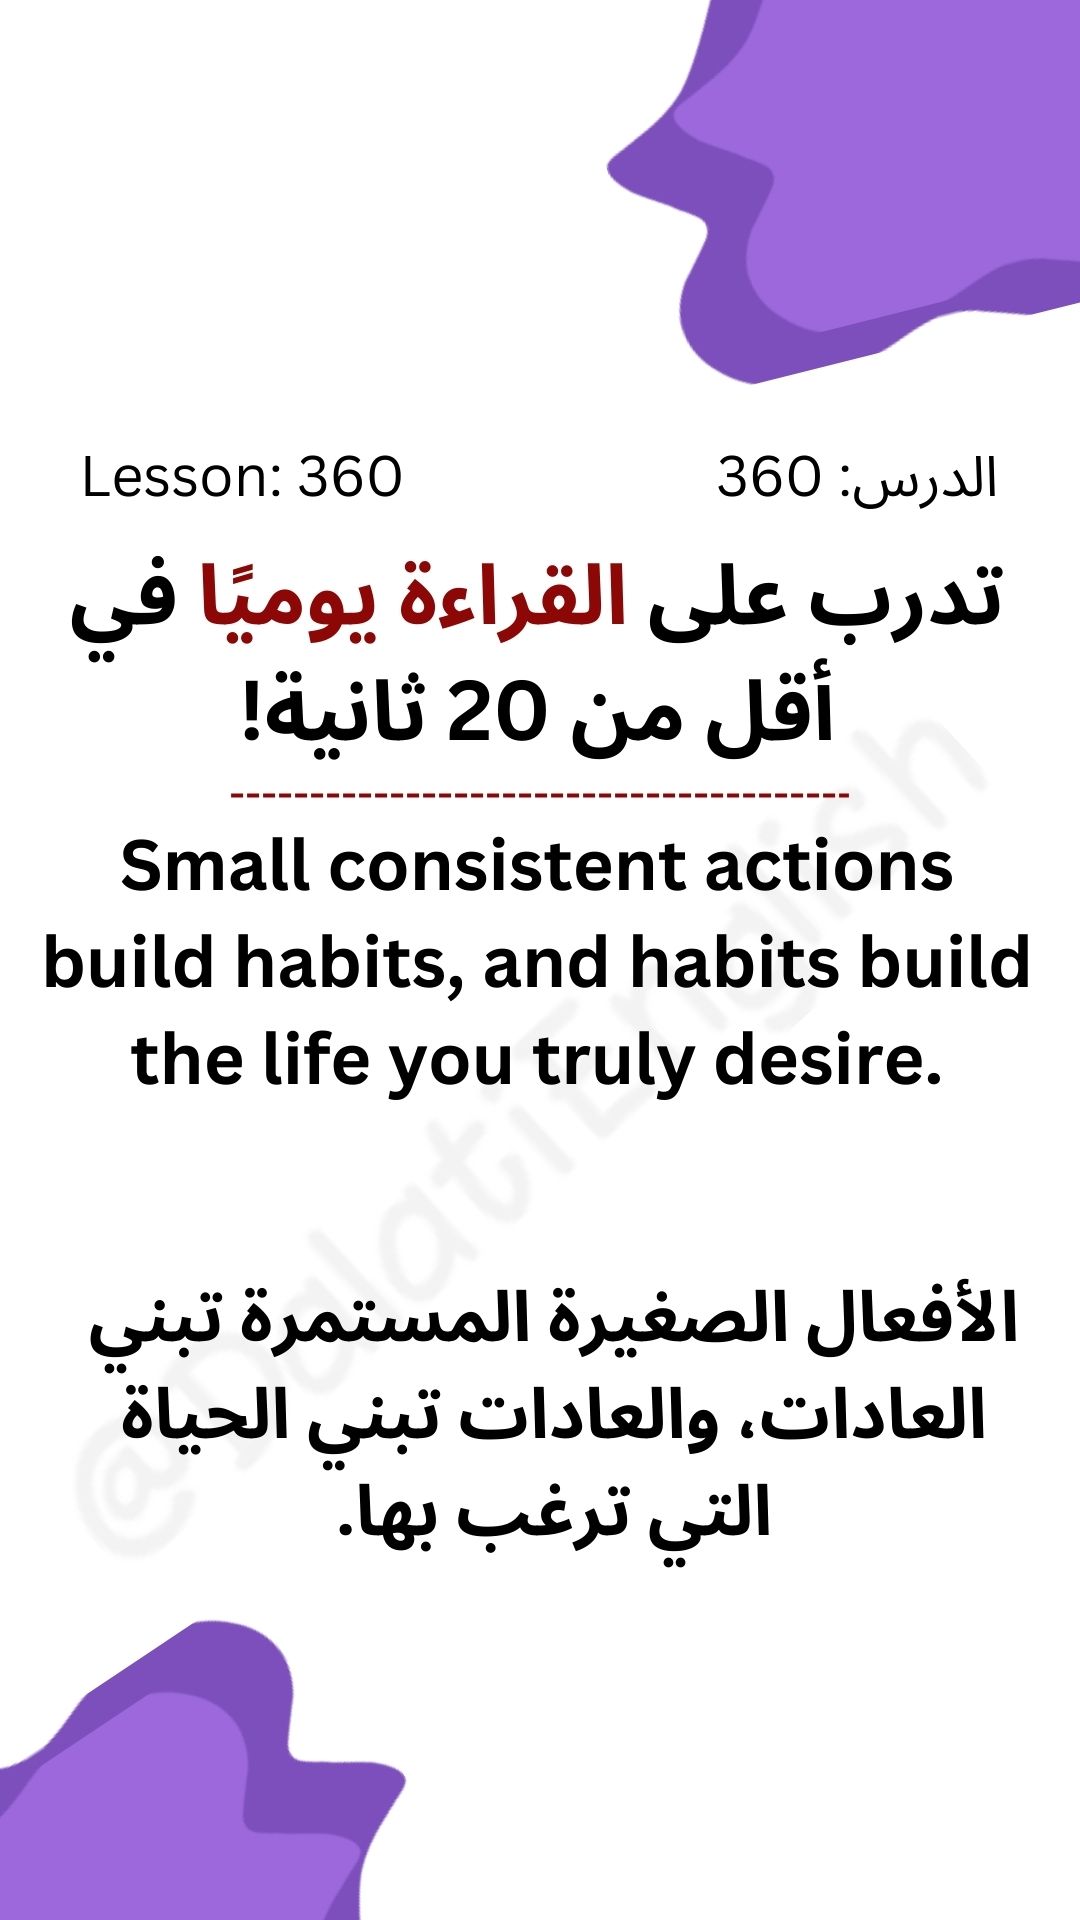 Lesson: 360
الدرس: 360
تدرب على القراءة يوميًا في
أقل من 20 ثانية!
---------------------------------------
Small consistent actions
build habits, and habits build
the life you truly desire.
الأفعال الصغيرة المستمرة تبني
العادات، والعادات تبني الحياة
التي ترغب بها.
@DalatiEnglish